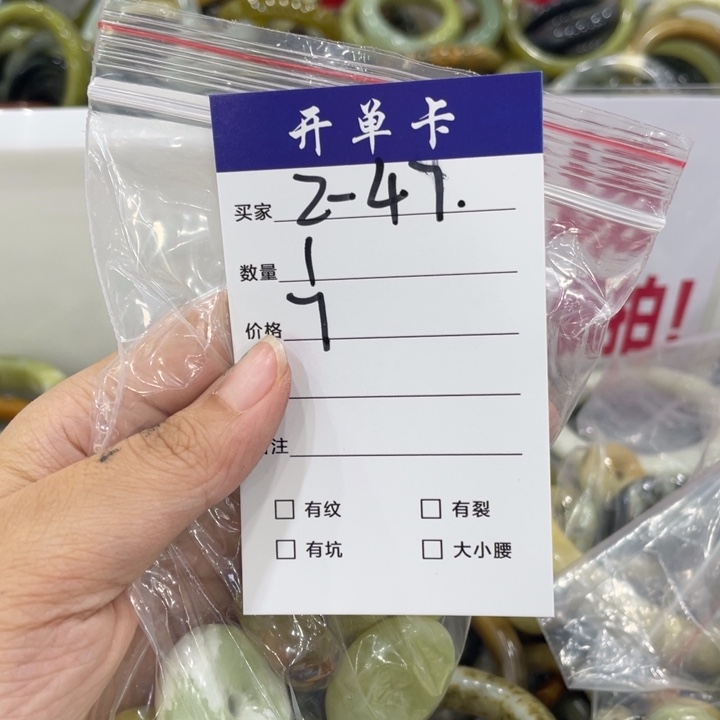 开单卡
买家 2-47.
数量 1
价格 7
注
□ 有纹 □ 有裂
□ 有坑 □ 大小腰
拍!